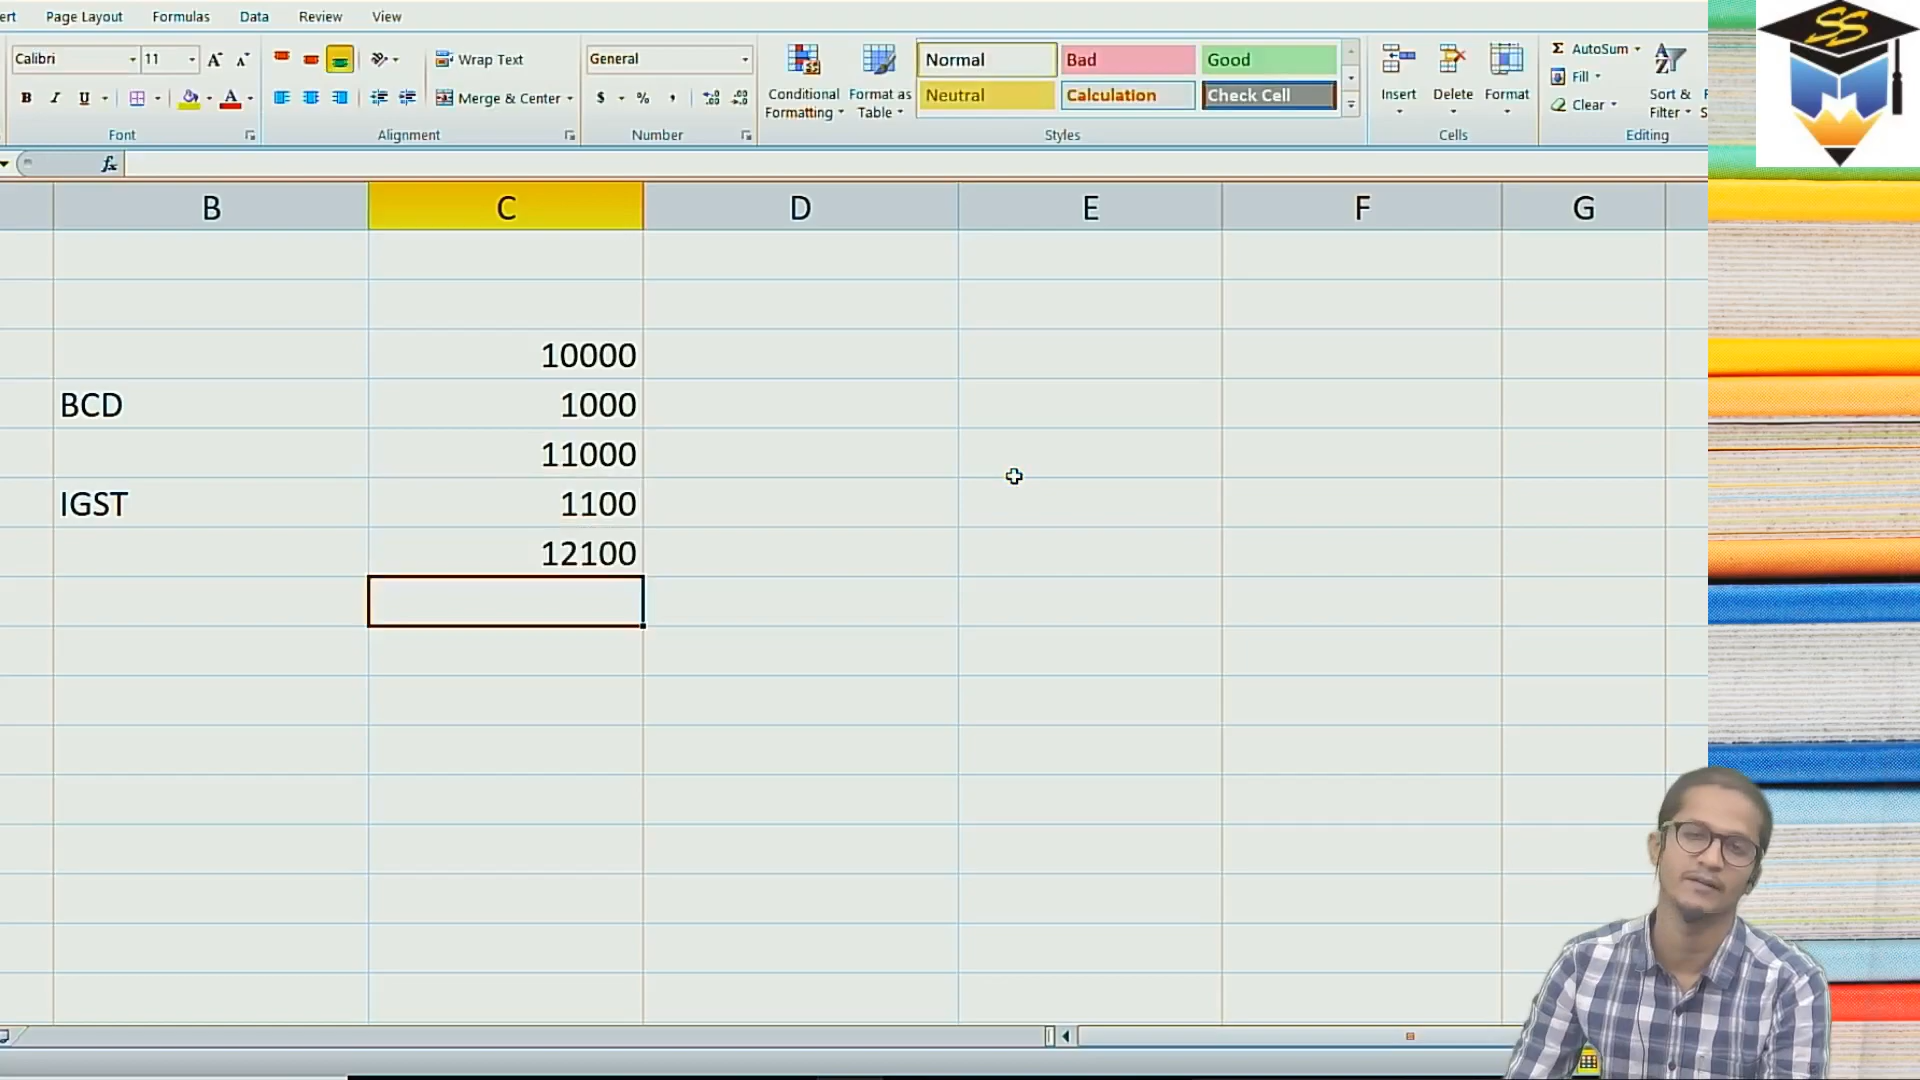 ert Page Layout Formulas Data Review View
Calibri 11 A A Wrap Text General Normal Bad Good AutoSum
B I U A Merge & Center $ % , Conditional Formatting Format as Table Neutral Calculation Check Cell Insert Delete Format Fill Clear Sort & Filter
Font Alignment Number Styles Cells Editing
fx
B C D E F G
10000
BCD 1000
11000
IGST 1100
12100
SS